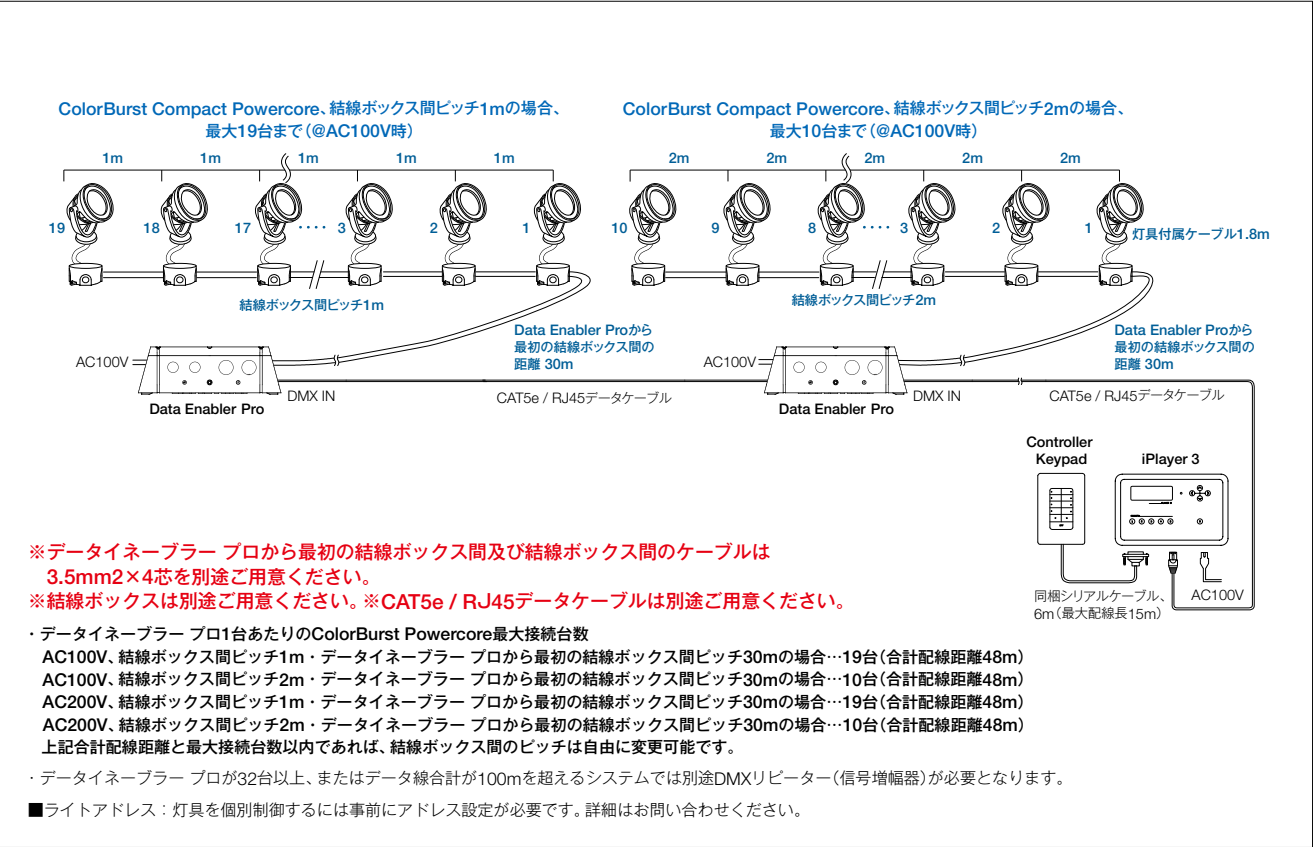 ColorBurst Compact Powercore、結線ボックス間ピッチ1mの場合、
最大19台まで（@AC100V時）
1m 1m 1m 1m 1m
19 18 17 ‥‥ 3 2 1
結線ボックス間ピッチ1m
Data Enabler Proから
最初の結線ボックス間の
距離 30m
AC100V
DMX IN
Data Enabler Pro
CAT5e / RJ45データケーブル
ColorBurst Compact Powercore、結線ボックス間ピッチ2mの場合、
最大10台まで（@AC100V時）
2m 2m 2m 2m 2m
10 9 8 ‥‥ 3 2 1
灯具付属ケーブル1.8m
結線ボックス間ピッチ2m
Data Enabler Proから
最初の結線ボックス間の
距離 30m
AC100V
DMX IN
Data Enabler Pro
CAT5e / RJ45データケーブル
Controller
Keypad
iPlayer 3
同梱シリアルケーブル、
6m（最大配線長15m）
AC100V
※データイネーブラー プロから最初の結線ボックス間及び結線ボックス間のケーブルは
3.5mm2×4芯を別途ご用意ください。
※結線ボックスは別途ご用意ください。※CAT5e / RJ45データケーブルは別途ご用意ください。
・データイネーブラー プロ1台あたりのColorBurst Powercore最大接続台数
AC100V、結線ボックス間ピッチ1m・データイネーブラー プロから最初の結線ボックス間ピッチ30mの場合…19台（合計配線距離48m）
AC100V、結線ボックス間ピッチ2m・データイネーブラー プロから最初の結線ボックス間ピッチ30mの場合…10台（合計配線距離48m）
AC200V、結線ボックス間ピッチ1m・データイネーブラー プロから最初の結線ボックス間ピッチ30mの場合…19台（合計配線距離48m）
AC200V、結線ボックス間ピッチ2m・データイネーブラー プロから最初の結線ボックス間ピッチ30mの場合…10台（合計配線距離48m）
上記合計配線距離と最大接続台数以内であれば、結線ボックス間のピッチは自由に変更可能です。
・データイネーブラー プロが32台以上、またはデータ線合計が100mを超えるシステムでは別途DMXリピーター（信号増幅器）が必要となります。
■ライトアドレス：灯具を個別制御するには事前にアドレス設定が必要です。詳細はお問い合わせください。